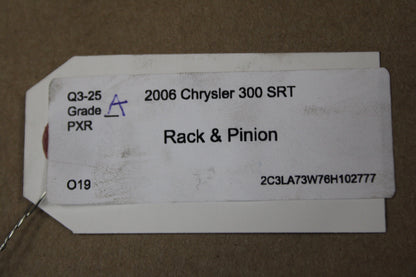 Q3-25 2006 Chrysler 300 SRT
Grade A
PXR
Rack & Pinion
O19 2C3LA73W76H102777